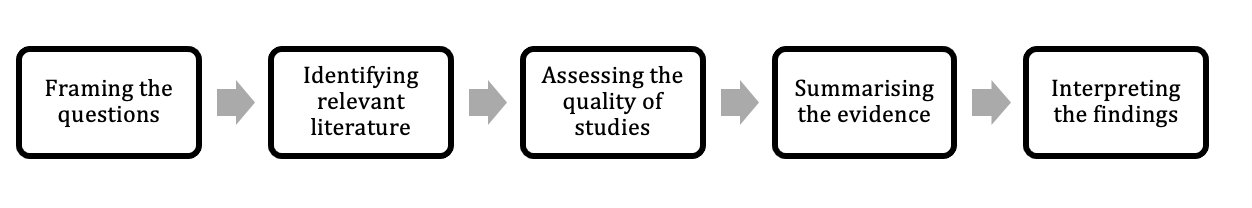 Framing the
questions
Identifying
relevant
literature
Assessing the
quality of
studies
Summarising
the evidence
Interpreting
the findings